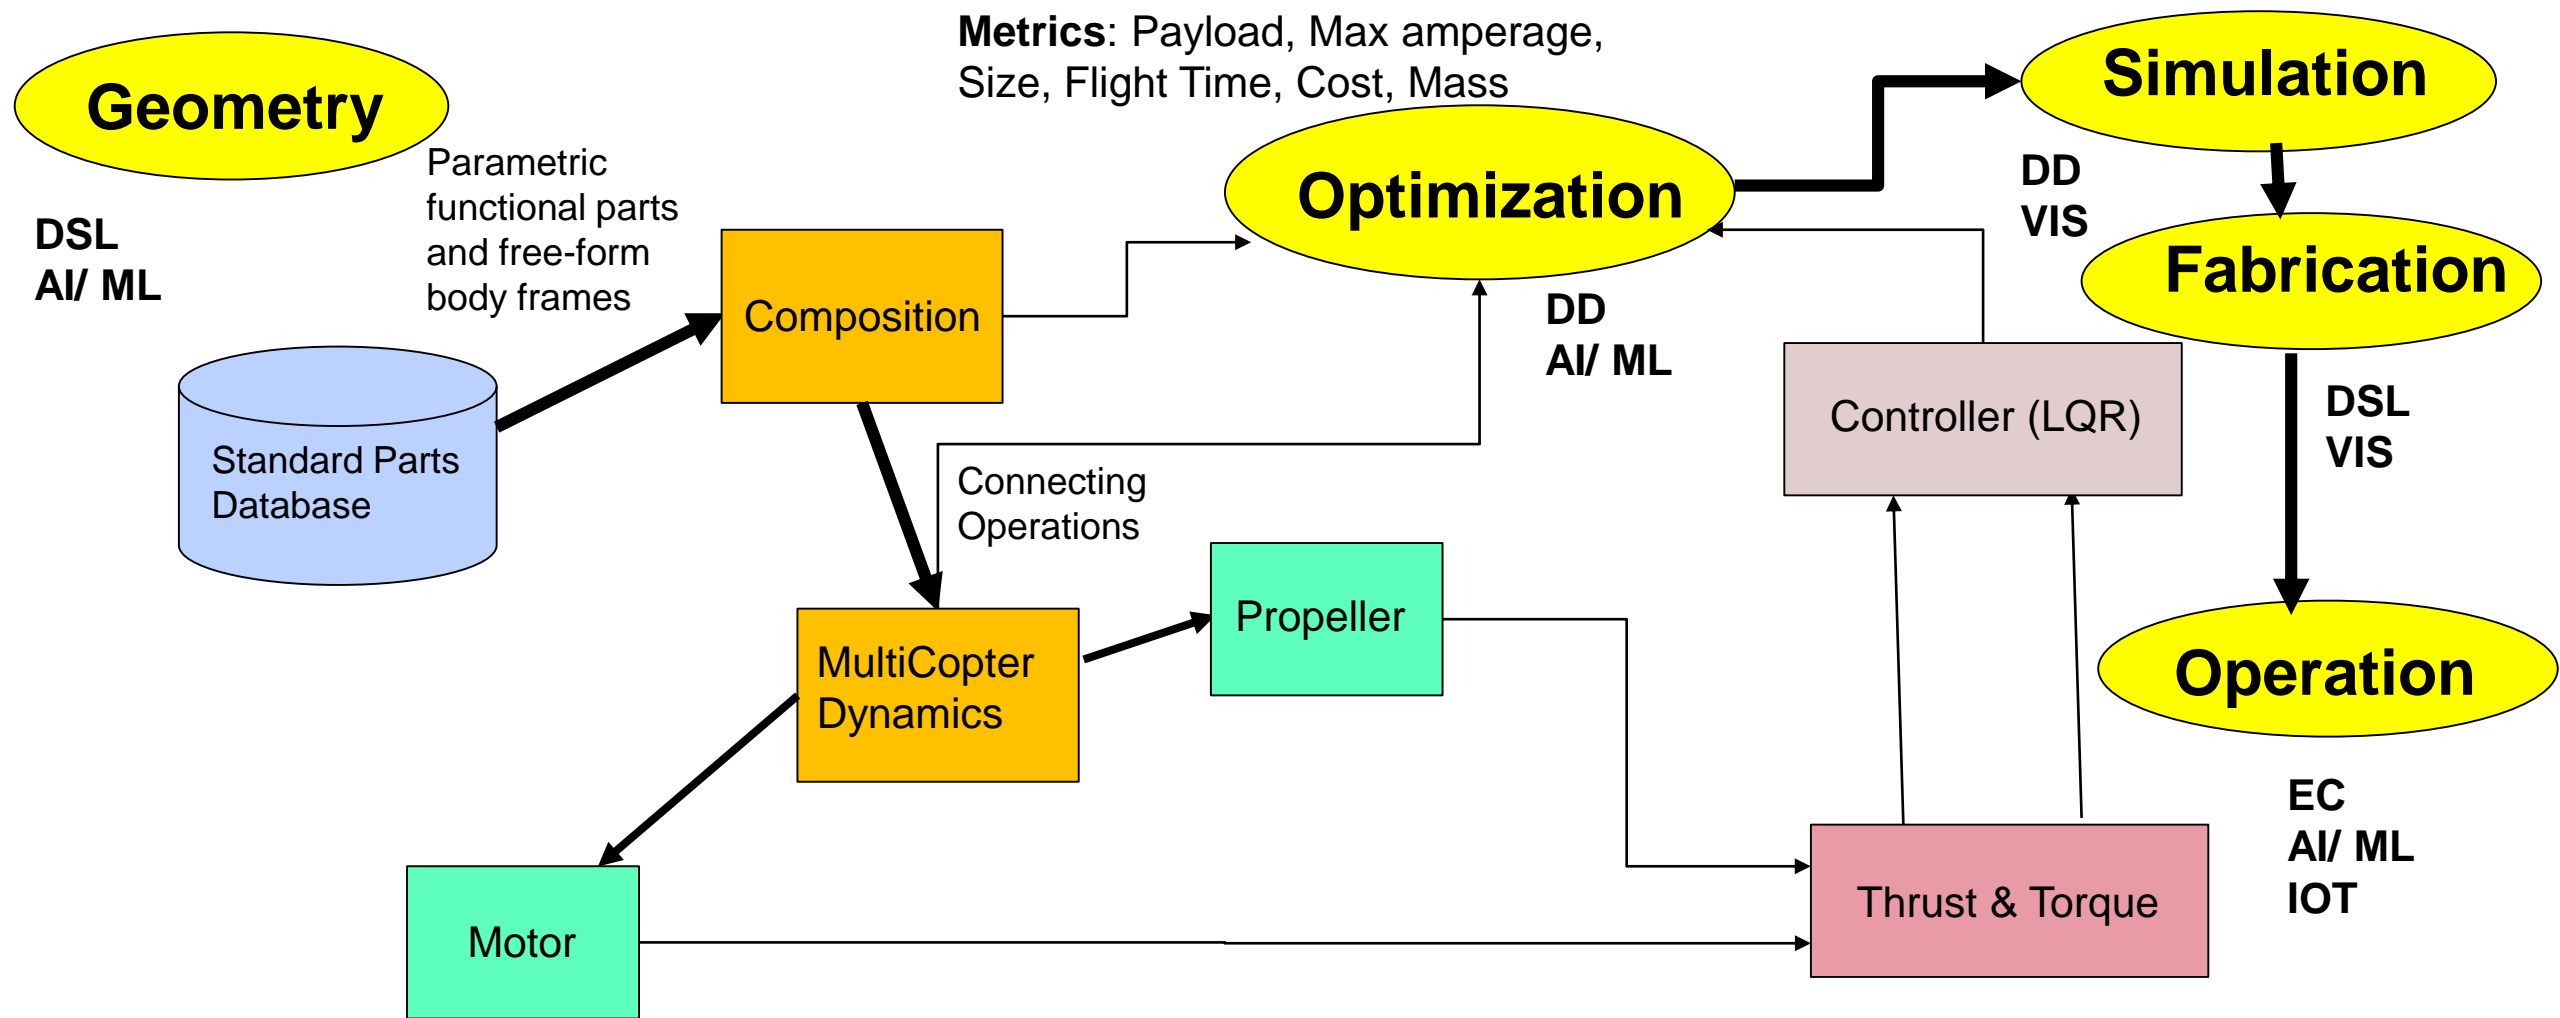 Metrics: Payload, Max amperage,
Size, Flight Time, Cost, Mass
Geometry
DSL
AI/ ML
Parametric
functional parts
and free-form
body frames
Standard Parts
Database
Composition
Optimization
DD
AI/ ML
Simulation
DD
VIS
Fabrication
DSL
VIS
Controller (LQR)
Connecting
Operations
MultiCopter
Dynamics
Propeller
Motor
Thrust & Torque
Operation
EC
AI/ ML
IOT